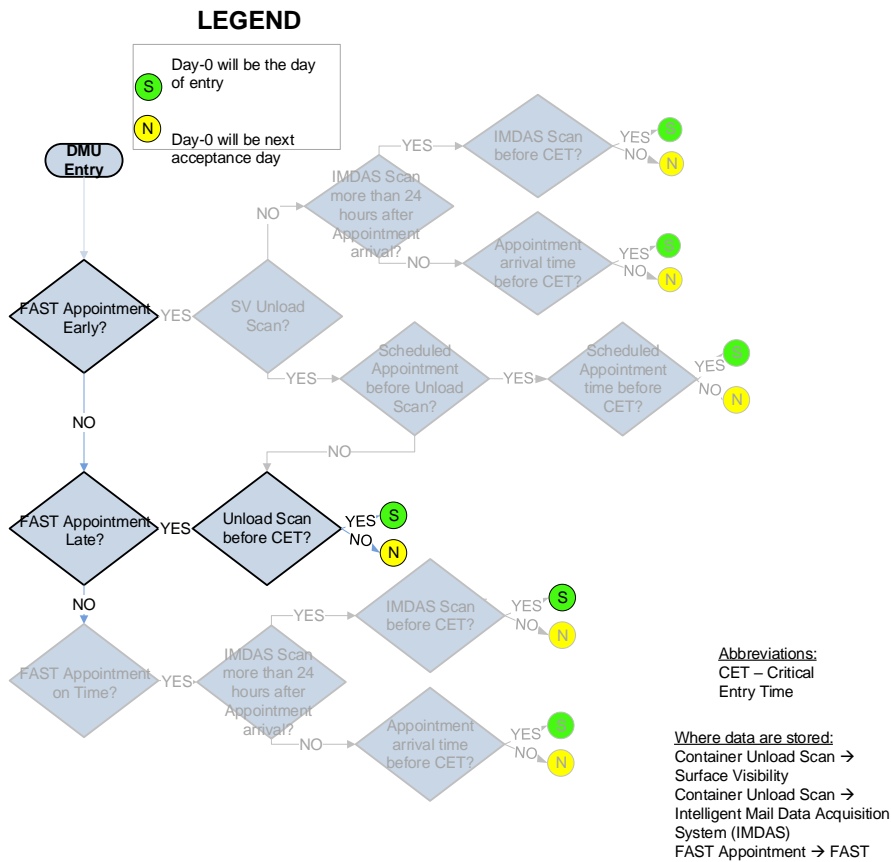 LEGEND
S
Day-0 will be the day
of entry
N
Day-0 will be next
acceptance day
DMU
Entry
IMDAS Scan
before CET?
YES
S
NO
N
YES
IMDAS Scan
more than 24
hours after
Appointment
arrival?
NO
NO
Appointment
arrival time
before CET?
YES
S
NO
N
FAST Appointment
Early?
YES
SV Unload
Scan?
YES
Scheduled
Appointment
before Unload
Scan?
YES
Scheduled
Appointment
time before
CET?
YES
S
NO
N
NO
NO
FAST Appointment
Late?
YES
Unload Scan
before CET?
YES
S
NO
N
NO
FAST Appointment
on Time?
YES
IMDAS Scan
more than 24
hours after
Appointment
arrival?
YES
IMDAS Scan
before CET?
YES
S
NO
N
NO
Appointment
arrival time
before CET?
YES
S
NO
N
Abbreviations:
CET – Critical
Entry Time
Where data are stored:
Container Unload Scan →
Surface Visibility
Container Unload Scan →
Intelligent Mail Data Acquisition
System (IMDAS)
FAST Appointment → FAST